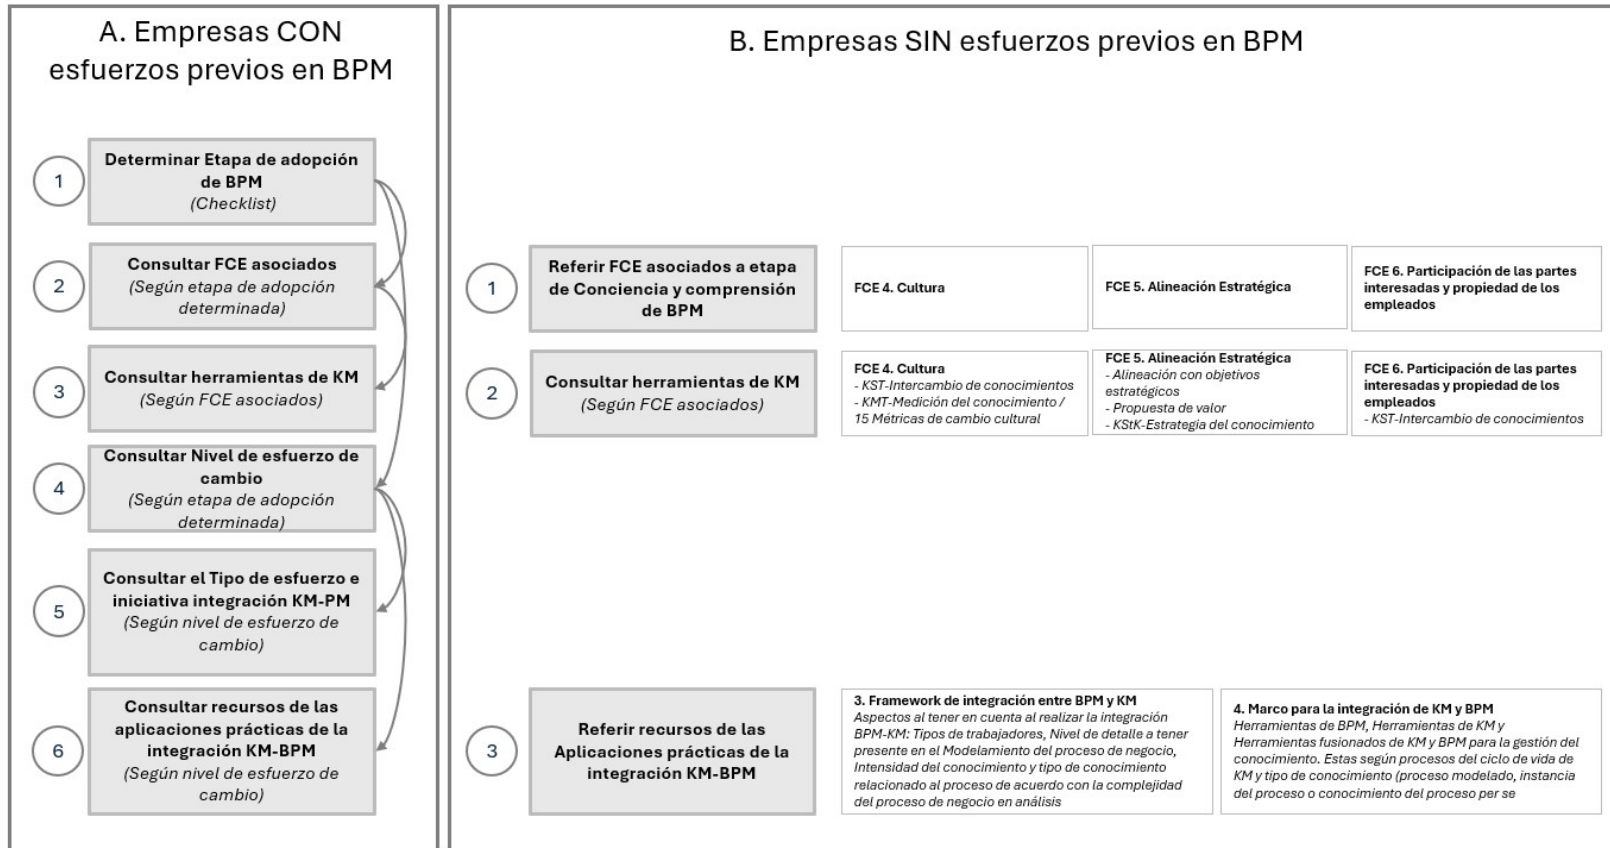 A. Empresas CON
esfuerzos previos en BPM
1
Determinar Etapa de adopción
de BPM
(Checklist)
2
Consultar FCE asociados
(Según etapa de adopción
determinada)
3
Consultar herramientas de KM
(Según FCE asociados)
4
Consultar Nivel de esfuerzo de
cambio
(Según etapa de adopción
determinada)
5
Consultar el Tipo de esfuerzo e
iniciativa integración KM-PM
(Según nivel de esfuerzo de
cambio)
6
Consultar recursos de las
aplicaciones prácticas de la
integración KM-BPM
(Según nivel de esfuerzo de
cambio)
B. Empresas SIN esfuerzos previos en BPM
1
Referir FCE asociados a etapa
de Conciencia y comprensión
de BPM
FCE 4. Cultura
FCE 5. Alineación Estratégica
FCE 6. Participación de las partes
interesadas y propiedad de los
empleados
2
Consultar herramientas de KM
(Según FCE asociados)
FCE 4. Cultura
- KST-Intercambio de conocimientos
- KMT-Medición del conocimiento /
15 Métricas de cambio cultural
FCE 5. Alineación Estratégica
- Alineación con objetivos
estratégicos
- Propuesta de valor
- KStK-Estrategia del conocimiento
FCE 6. Participación de las partes
interesadas y propiedad de los
empleados
- KST-Intercambio de conocimientos
3
Referir recursos de las
Aplicaciones prácticas de la
integración KM-BPM
3. Framework de integración entre BPM y KM
Aspectos al tener en cuenta al realizar la integración
BPM-KM: Tipos de trabajadores, Nivel de detalle a tener
presente en el Modelamiento del proceso de negocio,
Intensidad del conocimiento y tipo de conocimiento
relacionado al proceso de acuerdo con la complejidad
del proceso de negocio en análisis
4. Marco para la integración de KM y BPM
Herramientas de BPM, Herramientas de KM y
Herramientas fusionados de KM y BPM para la gestión del
conocimiento. Estas según procesos del ciclo de vida de
KM y tipo de conocimiento (proceso modelado, instancia
del proceso o conocimiento del proceso per se